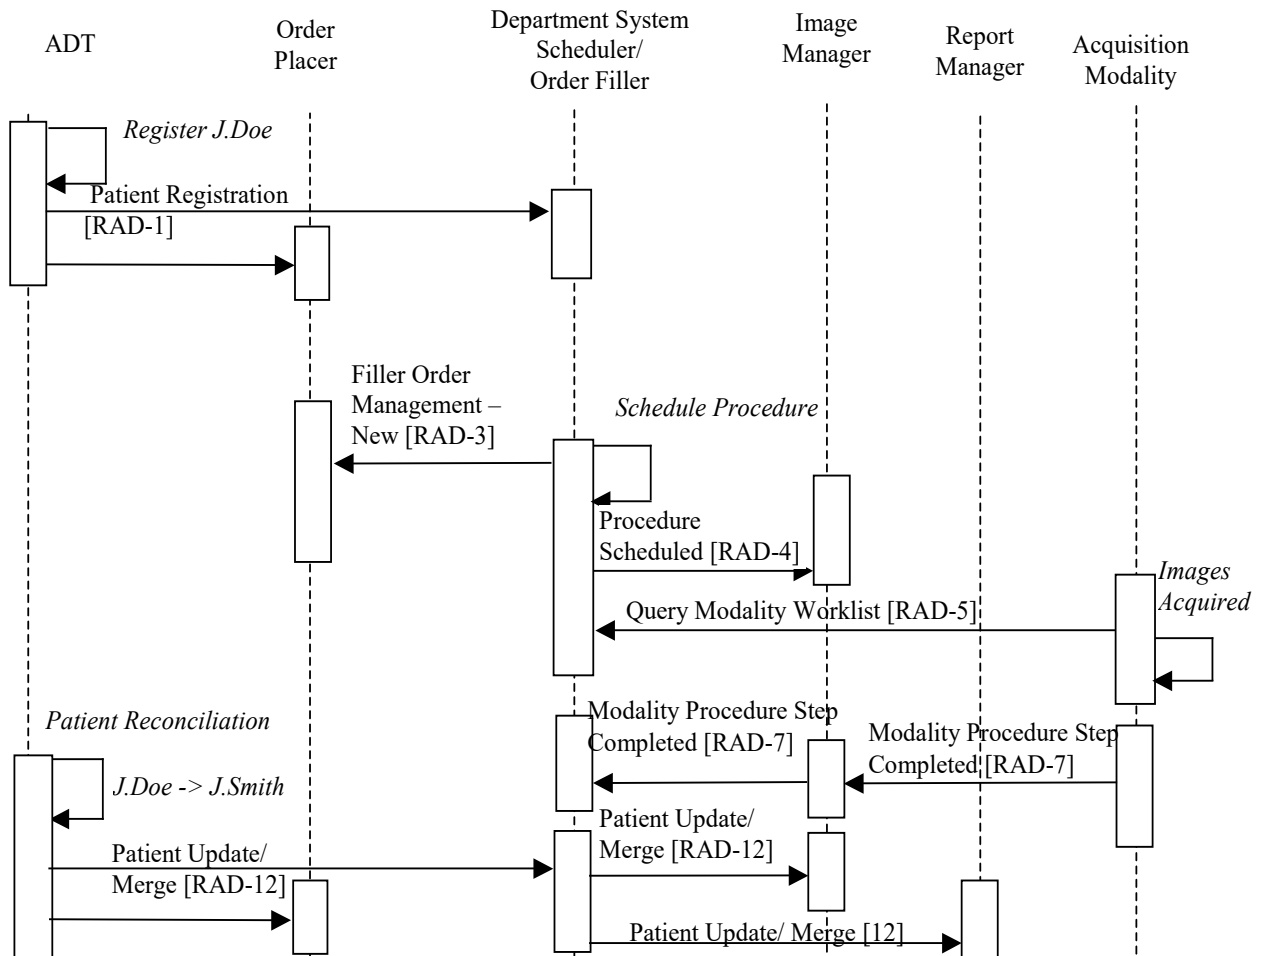 ADT
Order
Placer
Department System
Scheduler/
Order Filler
Image
Manager
Report
Manager
Acquisition
Modality
Register J.Doe
Patient Registration
[RAD-1]
Filler Order
Management –
New [RAD-3]
Schedule Procedure
Procedure
Scheduled [RAD-4]
Images
Acquired
Query Modality Worklist [RAD-5]
Modality Procedure Step
Completed [RAD-7]
Modality Procedure Step
Completed [RAD-7]
Patient Reconciliation
J.Doe -> J.Smith
Patient Update/
Merge [RAD-12]
Patient Update/
Merge [RAD-12]
Patient Update/ Merge [12]